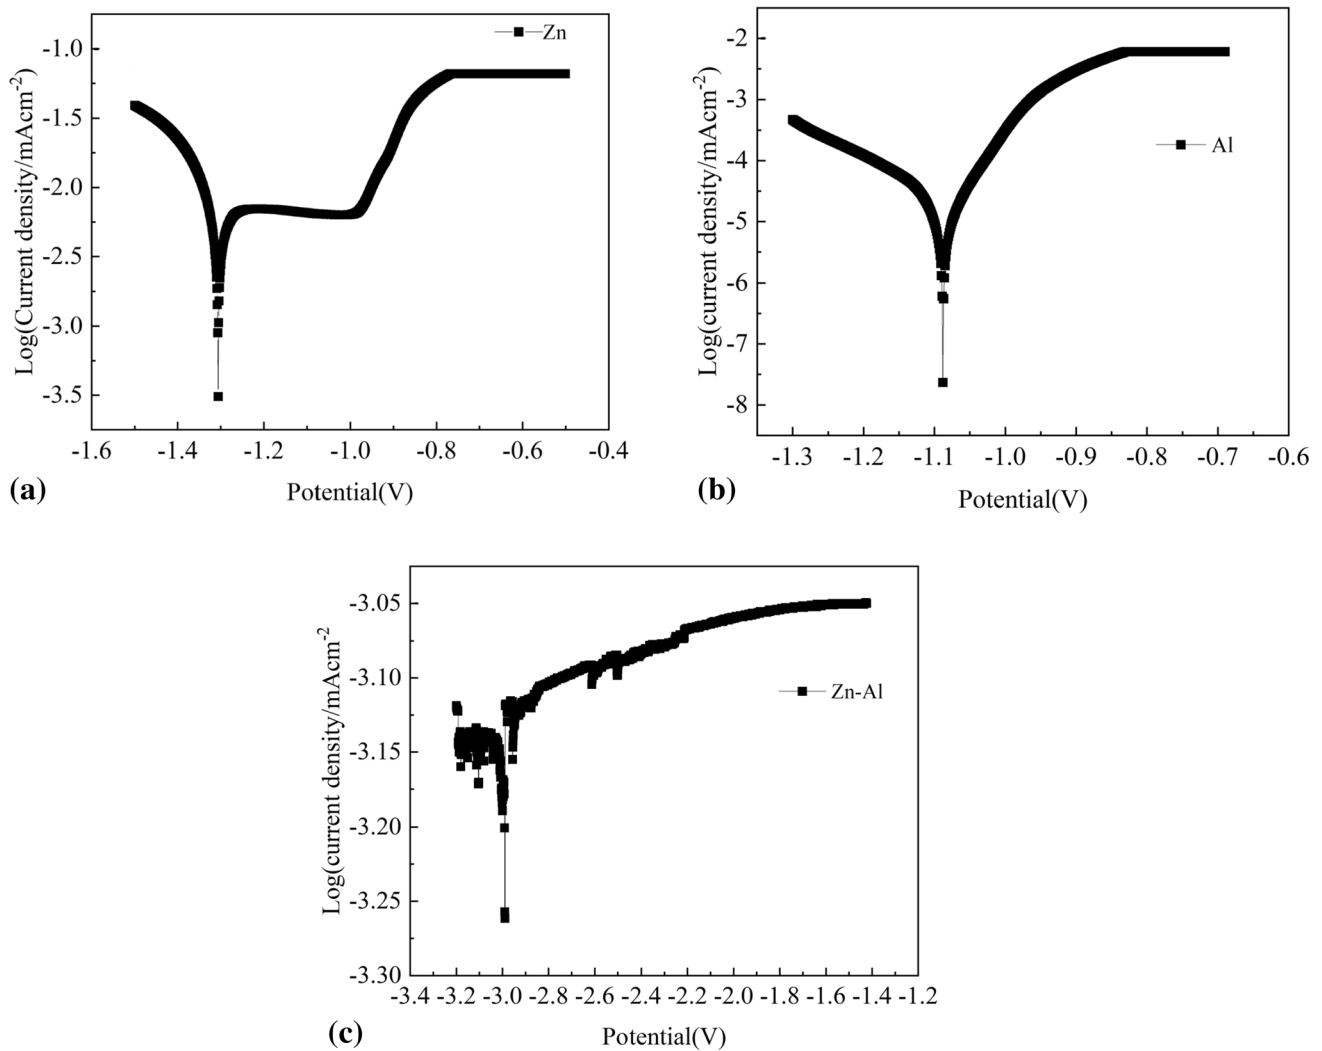 Log(Current density/mAcm-2)
-1.0
-1.5
-2.0
-2.5
-3.0
-3.5
Zn
-1.6 -1.4 -1.2 -1.0 -0.8 -0.6 -0.4
Potential(V)
(a)
Log(current density/mAcm-2)
-2
-3
-4
-5
-6
-7
-8
Al
-1.3 -1.2 -1.1 -1.0 -0.9 -0.8 -0.7 -0.6
Potential(V)
(b)
Log(current density/mAcm-2
-3.05
-3.10
-3.15
-3.20
-3.25
-3.30
Zn-Al
-3.4 -3.2 -3.0 -2.8 -2.6 -2.4 -2.2 -2.0 -1.8 -1.6 -1.4 -1.2
Potential(V)
(c)